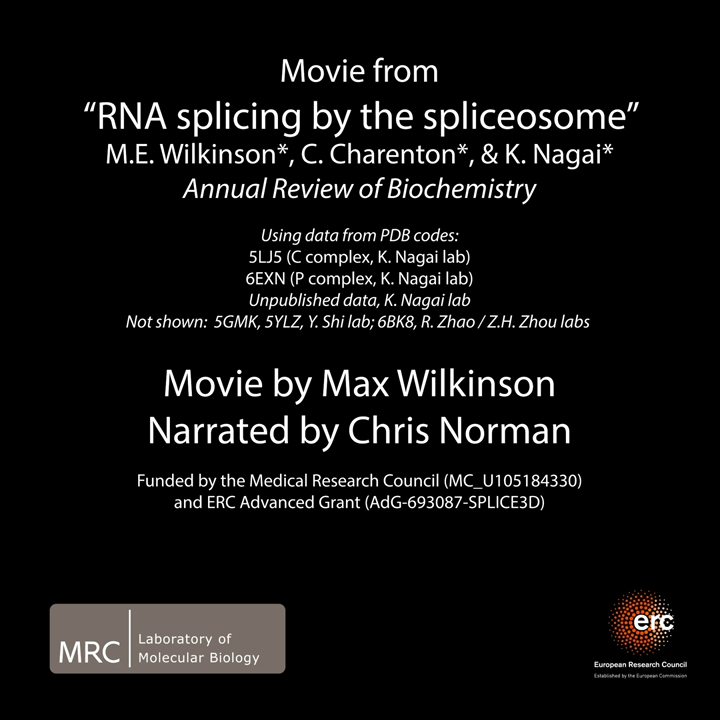 Movie from
“RNA splicing by the spliceosome”
M.E. Wilkinson*, C. Charenton*, & K. Nagai*
Annual Review of Biochemistry
Using data from PDB codes:
5LJ5 (C complex, K. Nagai lab)
6EXN (P complex, K. Nagai lab)
Unpublished data, K. Nagai lab
Not shown: 5GMK, 5YLZ, Y. Shi lab; 6BK8, R. Zhao / Z.H. Zhou labs
Movie by Max Wilkinson
Narrated by Chris Norman
Funded by the Medical Research Council (MC_U105184330)
and ERC Advanced Grant (AdG-693087-SPLICE3D)
MRC
Laboratory of
Molecular Biology
erc
European Research Council
Established by the European Commission